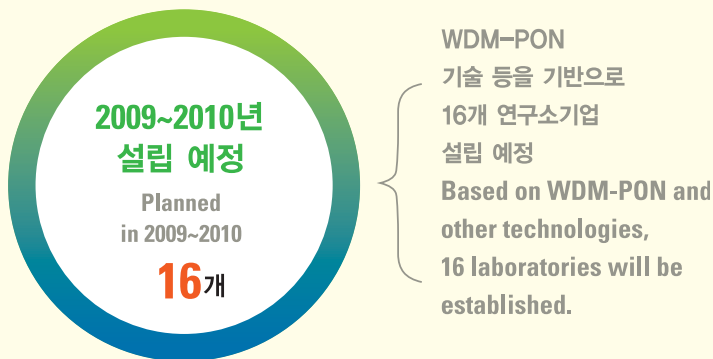 2009~2010년
설립 예정
Planned
in 2009~2010
16개
WDM-PON
기술 등을 기반으로
16개 연구소기업
설립 예정
Based on WDM-PON and
other technologies,
16 laboratories will be
established.